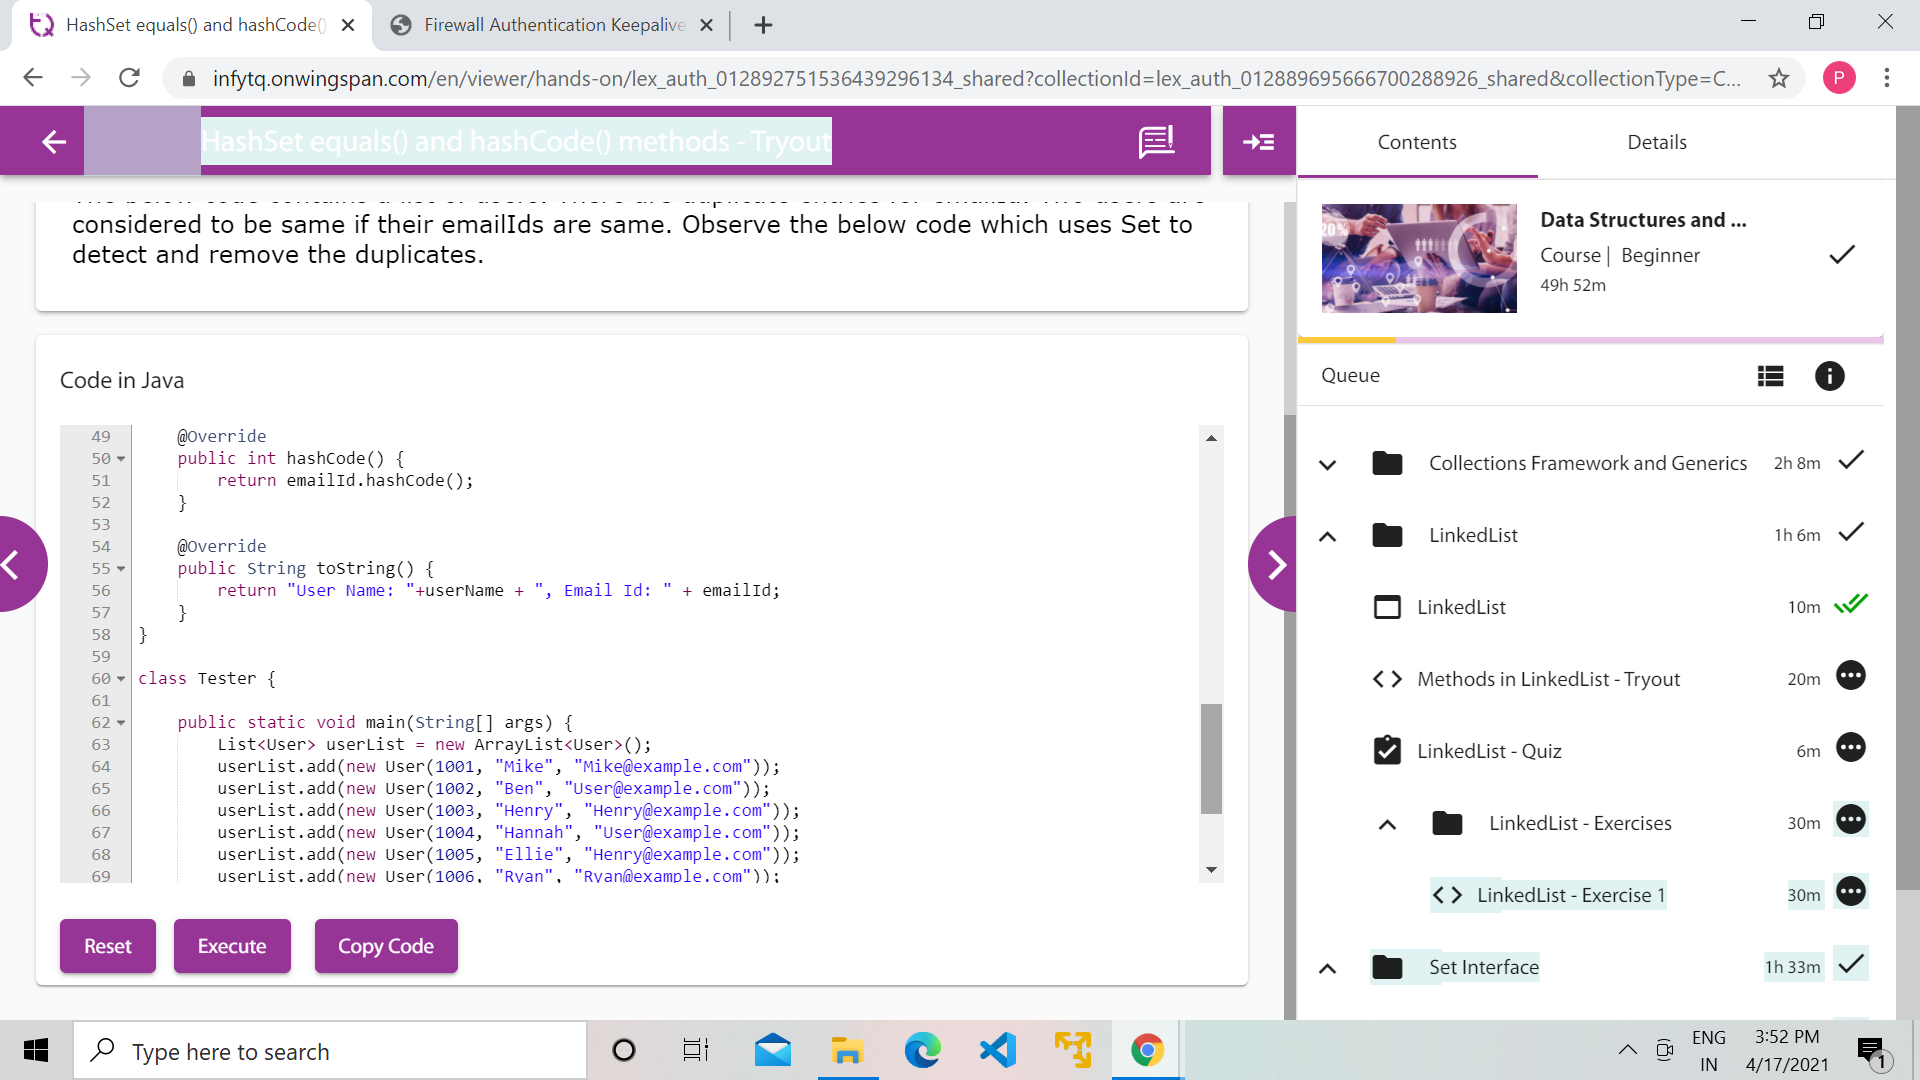 HashSet equals() and hashCode()
Firewall Authentication Keepalive
infytq.onwingspan.com/en/viewer/hands-on/lex_auth_012892751536439296134_shared?collectionId=lex_auth_012889695666700288926_shared&collectionType=C...
P
HashSet equals() and hashCode() methods - Tryout
considered to be same if their emailIds are same. Observe the below code which uses Set to
detect and remove the duplicates.
Code in Java
49 @Override
50 public int hashCode() {
51 return emailId.hashCode();
52 }
53
54 @Override
55 public String toString() {
56 return "User Name: "+userName + ", Email Id: " + emailId;
57 }
58 }
59
60 class Tester {
61
62 public static void main(String[] args) {
63 List<User> userList = new ArrayList<User>();
64 userList.add(new User(1001, "Mike", "Mike@example.com"));
65 userList.add(new User(1002, "Ben", "User@example.com"));
66 userList.add(new User(1003, "Henry", "Henry@example.com"));
67 userList.add(new User(1004, "Hannah", "User@example.com"));
68 userList.add(new User(1005, "Ellie", "Henry@example.com"));
69 userList.add(new User(1006, "Ryan", "Ryan@example.com"));
Reset Execute Copy Code
Contents Details
20%
Data Structures and ...
Course | Beginner
49h 52m
Queue
Collections Framework and Generics 2h 8m
LinkedList 1h 6m
LinkedList 10m
Methods in LinkedList - Tryout 20m
LinkedList - Quiz 6m
LinkedList - Exercises 30m
LinkedList - Exercise 1 30m
Set Interface 1h 33m
Type here to search
ENG
IN
3:52 PM
4/17/2021
1